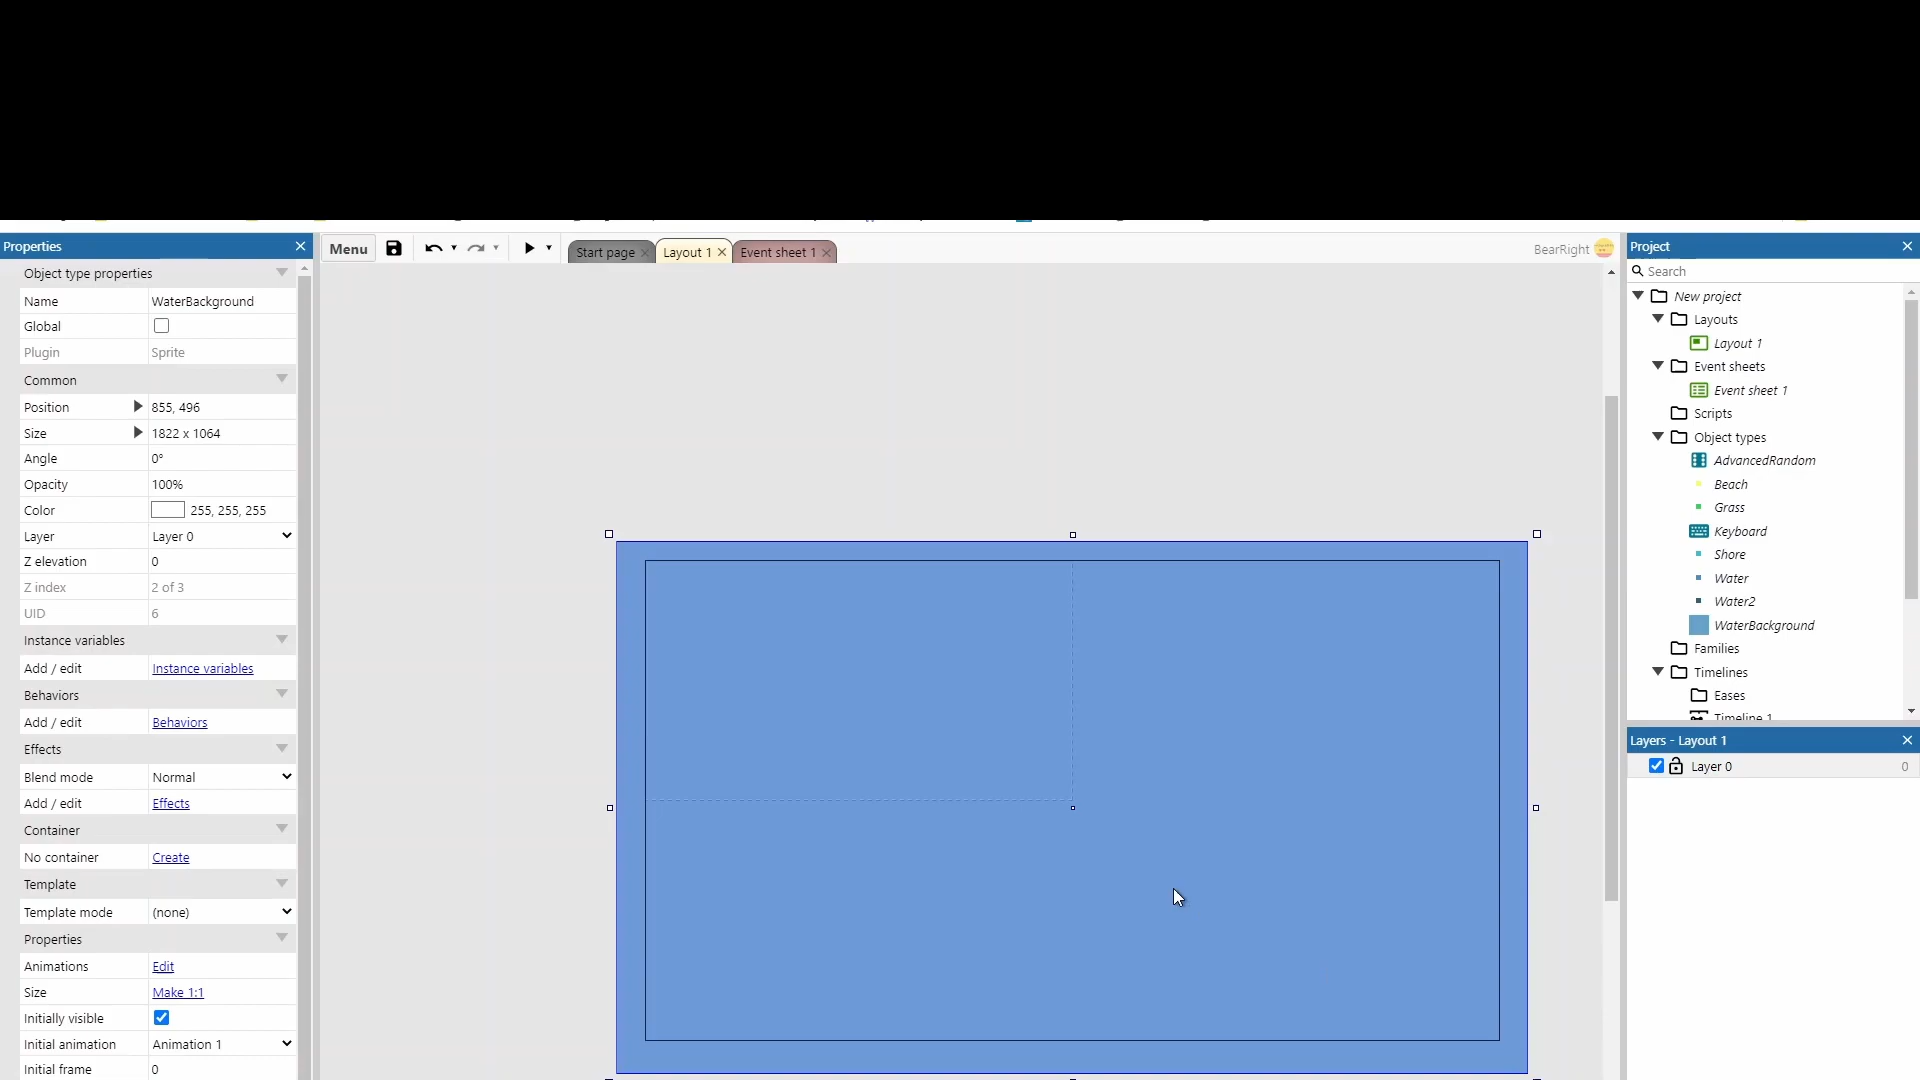 Properties
Object type properties
Name WaterBackground
Global
Plugin Sprite
Common
Position 855, 496
Size 1822 x 1064
Angle 0°
Opacity 100%
Color 255, 255, 255
Layer Layer 0
Z elevation 0
Z index 2 of 3
UID 6
Instance variables
Add / edit Instance variables
Behaviors
Add / edit Behaviors
Effects
Blend mode Normal
Add / edit Effects
Container
No container Create
Template
Template mode (none)
Properties
Animations Edit
Size Make 1:1
Initially visible
Initial animation Animation 1
Initial frame 0
Menu Start page Layout 1 Event sheet 1 BearRight
Project
Search
New project
Layouts
Layout 1
Event sheets
Event sheet 1
Scripts
Object types
AdvancedRandom
Beach
Grass
Keyboard
Shore
Water
Water2
WaterBackground
Families
Timelines
Eases
Timeline 1
Layers - Layout 1
Layer 0 0